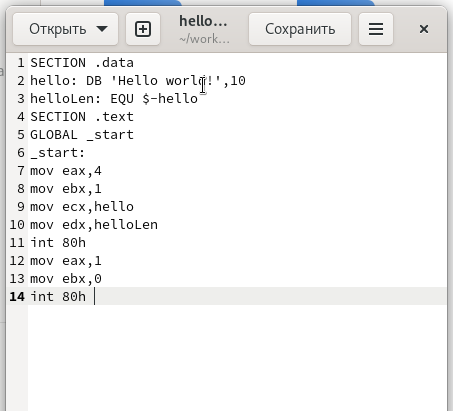 Открыть
hello...
~/work...
Сохранить
1 SECTION .data
2 hello: DB 'Hello world!',10
3 helloLen: EQU $-hello
4 SECTION .text
5 GLOBAL _start
6 _start:
7 mov eax,4
8 mov ebx,1
9 mov ecx,hello
10 mov edx,helloLen
11 int 80h
12 mov eax,1
13 mov ebx,0
14 int 80h